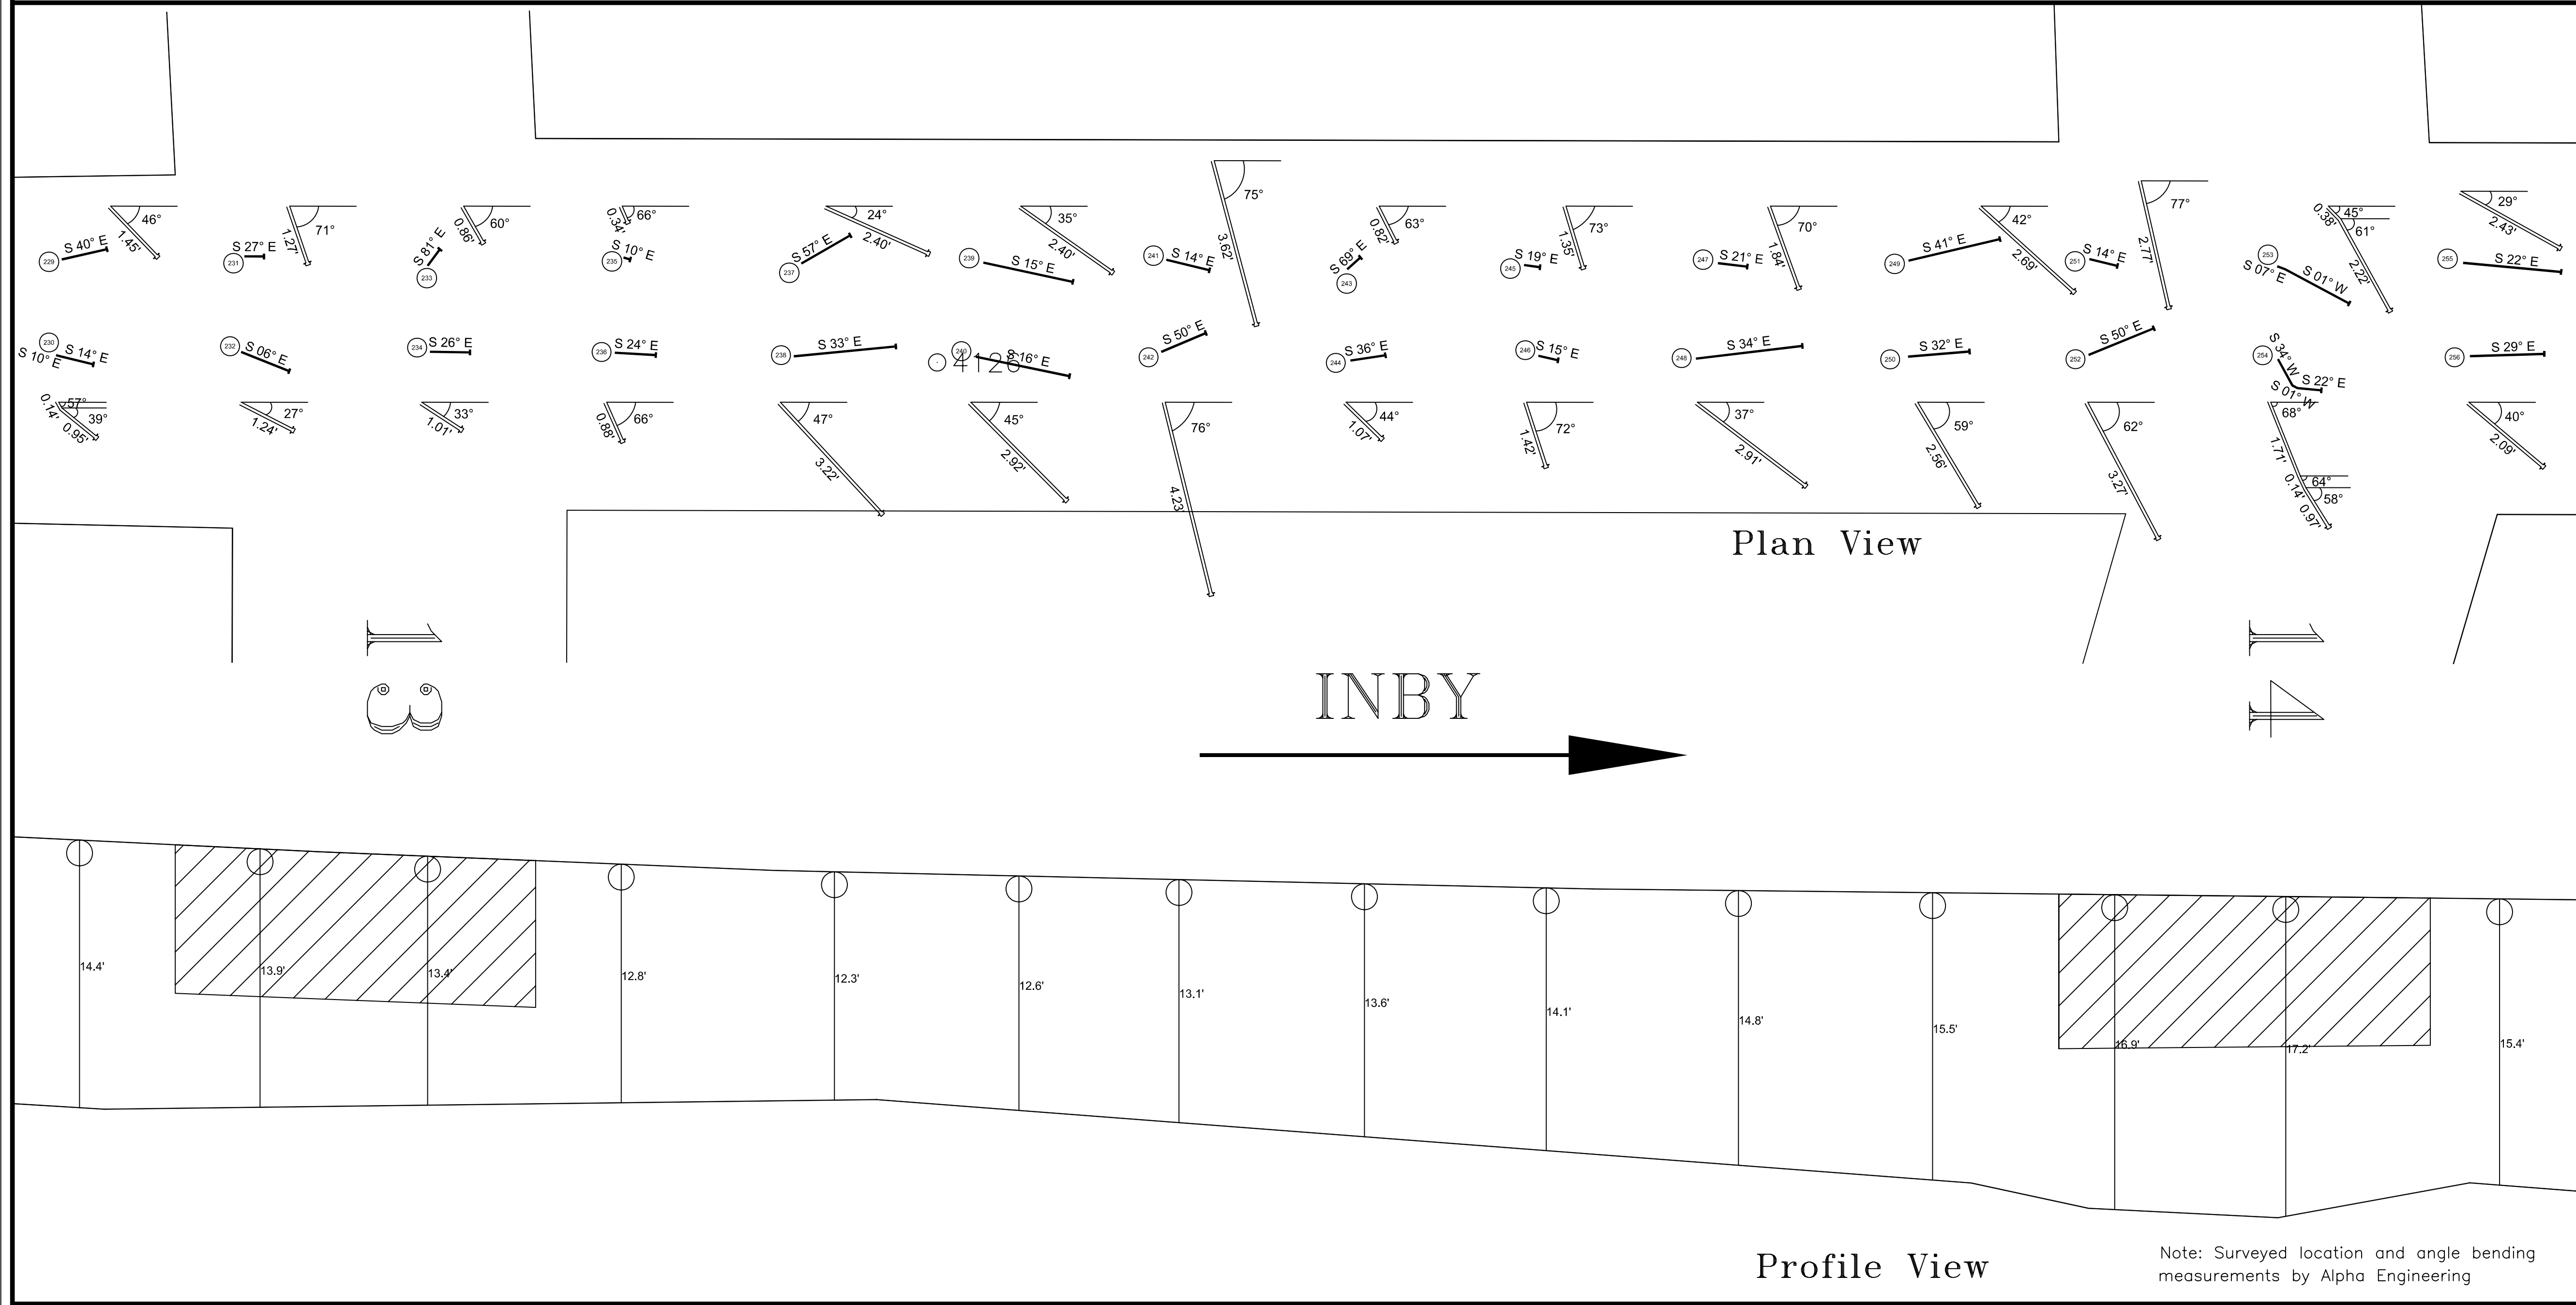 75°
77°
46° 1.45'
71° 1.27'
60° 0.86'
66° 0.34'
24° 2.40'
35° 2.40'
3.62'
63° 0.82'
73° 1.35'
70° 1.84'
42° 2.69'
2.77'
0.38' 45° 61° 2.22'
29° 2.43'
229 S 40° E
231 S 27° E
233 S 81° E
235 S 10° E
237 S 57° E
239 S 15° E
241 S 14° E
243 S 69° E
245 S 19° E
247 S 21° E
249 S 41° E
251 S 14° E
253 S 07° E S 01° W
255 S 22° E
230 S 10° E S 14° E
232 S 06° E
234 S 26° E
236 S 24° E
238 S 33° E
4126
240 S 16° E
242 S 50° E
244 S 36° E
246 S 15° E
248 S 34° E
250 S 32° E
252 S 50° E
254 S 34° W S 01° W S 22° E
256 S 29° E
0.14' 57° 39° 0.95'
27° 1.24'
33° 1.01'
66° 0.88'
47° 3.22'
45° 2.92'
76° 4.23'
44° 1.07'
72° 1.42'
37° 2.91'
59° 2.56'
62° 3.27'
68° 1.71' 64° 0.14' 58° 0.97'
40° 2.09'
Plan View
13
INBY
14
14.4'
13.9'
13.4'
12.8'
12.3'
12.6'
13.1'
13.6'
14.1'
14.8'
15.5'
16.9'
17.2'
15.4'
Profile View
Note: Surveyed location and angle bending
measurements by Alpha Engineering